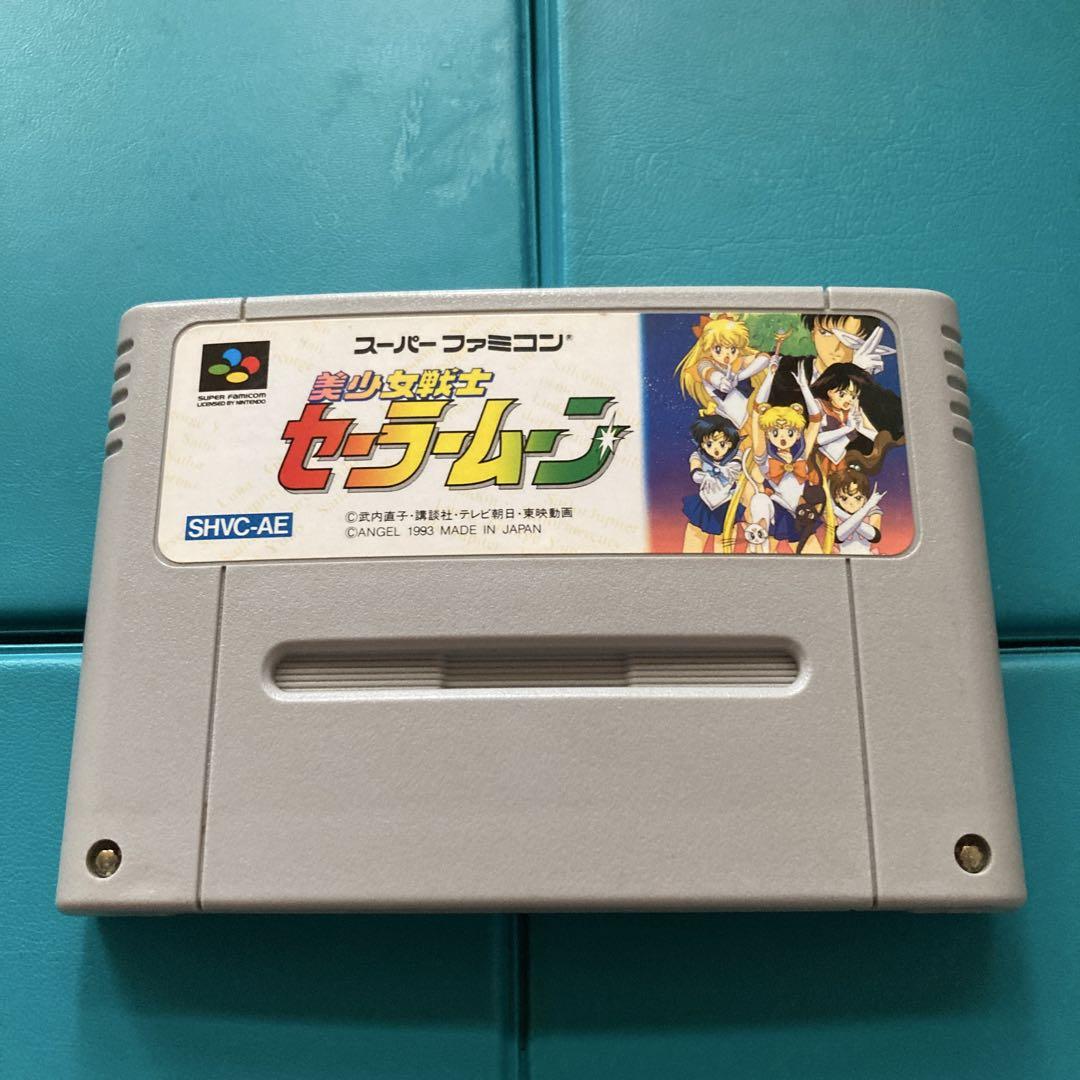 スーパーファミコン®
SUPER FAMICOM
LICENSED BY NINTENDO
美少女戦士
セーラームーン
SHVC-AE
©武内直子・講談社・テレビ朝日・東映動画
©ANGEL 1993 MADE IN JAPAN